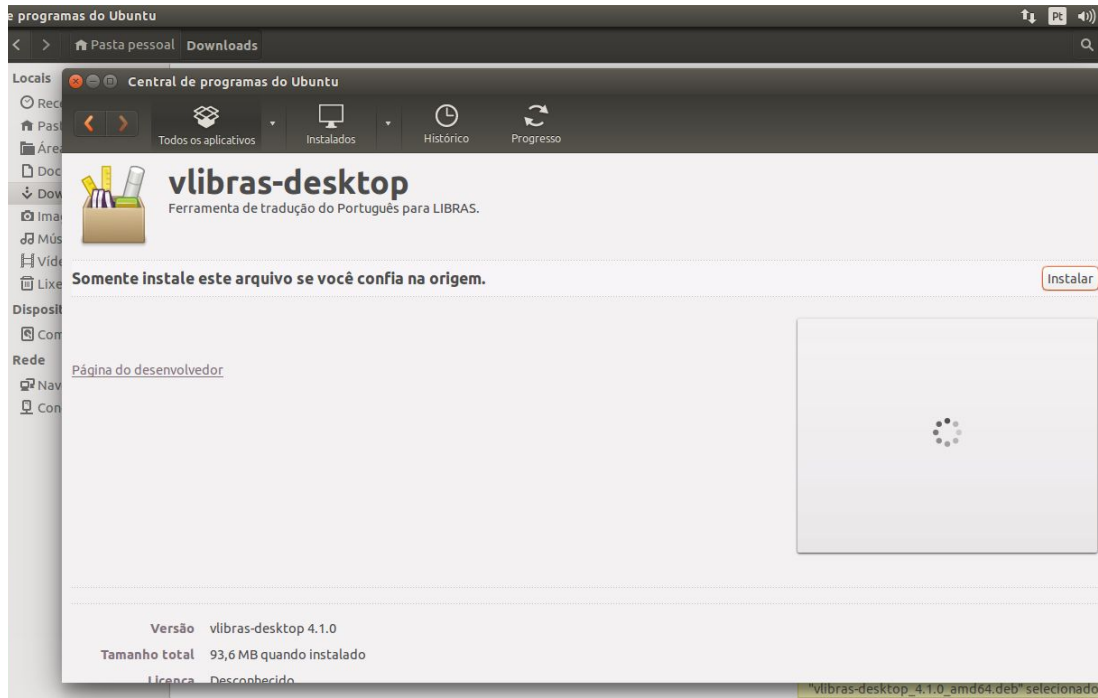 e programas do Ubuntu
Pt
Pasta pessoal Downloads
Locais
Central de programas do Ubuntu
Todos os aplicativos Instalados Histórico Progresso
vlibras-desktop
Ferramenta de tradução do Português para LIBRAS.
Somente instale este arquivo se você confia na origem. Instalar
Página do desenvolvedor
Rede
Versão vlibras-desktop 4.1.0
Tamanho total 93,6 MB quando instalado
Licença Desconhecido
"vlibras-desktop_4.1.0_amd64.deb" selecionado